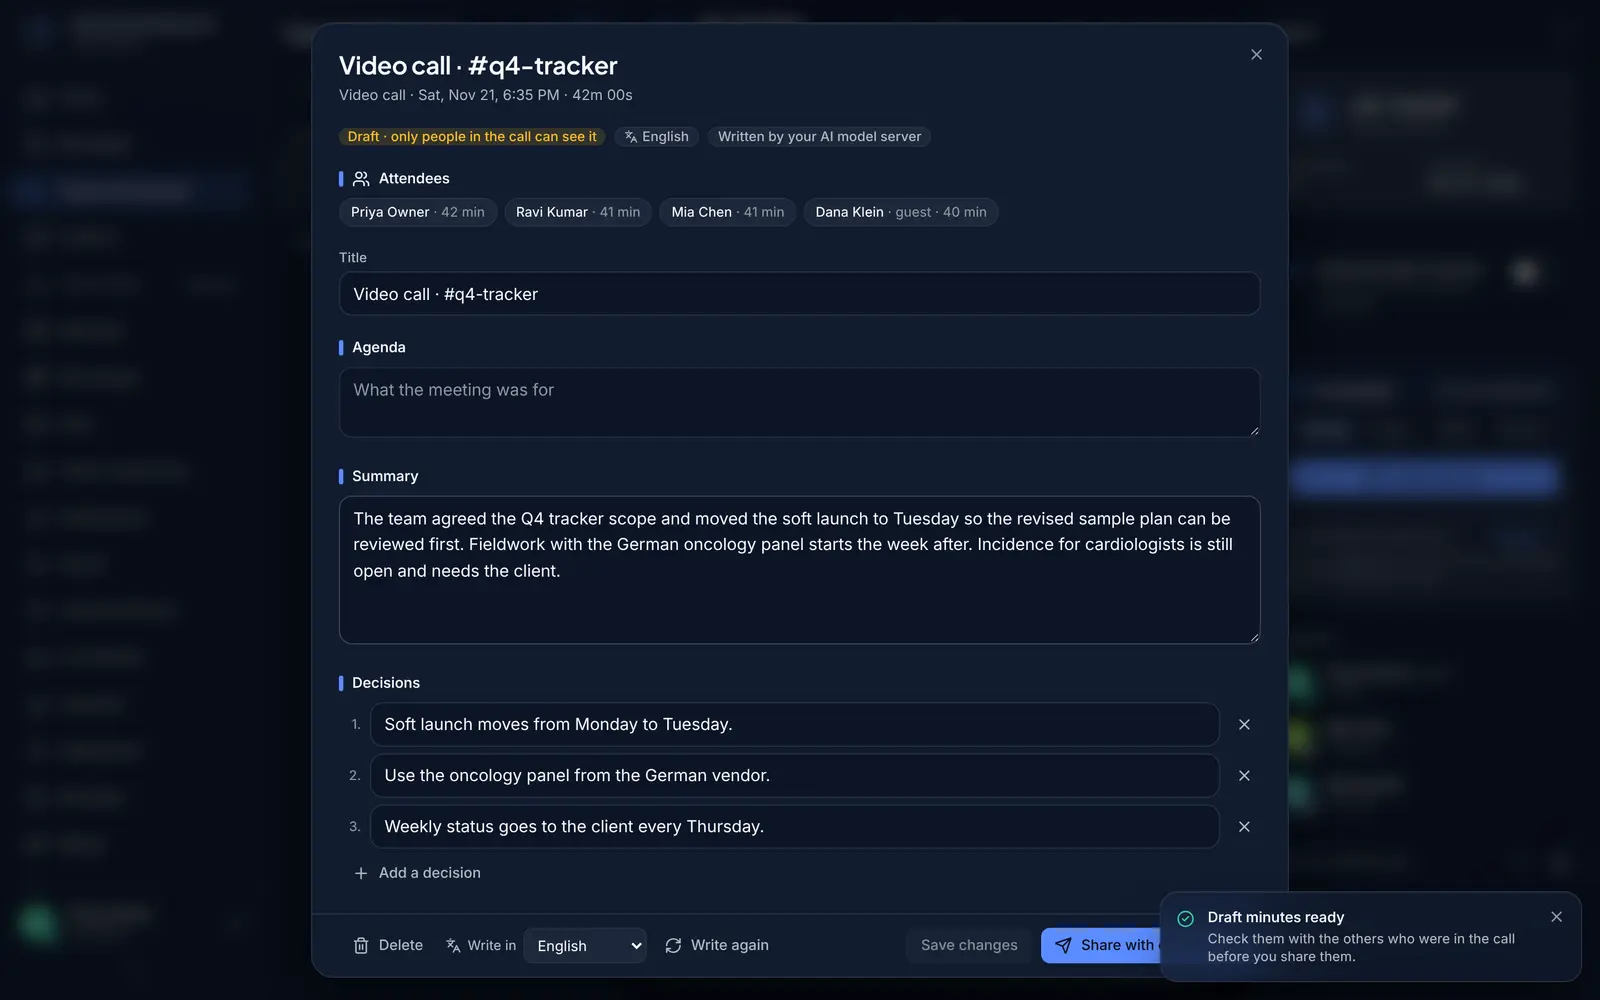 Video call · #q4-tracker
Video call · Sat, Nov 21, 6:35 PM · 42m 00s
Draft · only people in the call can see it
English
Written by your AI model server
Attendees
Priya Owner · 42 min
Ravi Kumar · 41 min
Mia Chen · 41 min
Dana Klein · guest · 40 min
Title
Video call · #q4-tracker
Agenda
What the meeting was for
Summary
The team agreed the Q4 tracker scope and moved the soft launch to Tuesday so the revised sample plan can be
reviewed first. Fieldwork with the German oncology panel starts the week after. Incidence for cardiologists is still
open and needs the client.
Decisions
1. Soft launch moves from Monday to Tuesday.
2. Use the oncology panel from the German vendor.
3. Weekly status goes to the client every Thursday.
Add a decision
Delete
Write in
English
Write again
Save changes
Share with
Draft minutes ready
Check them with the others who were in the call
before you share them.